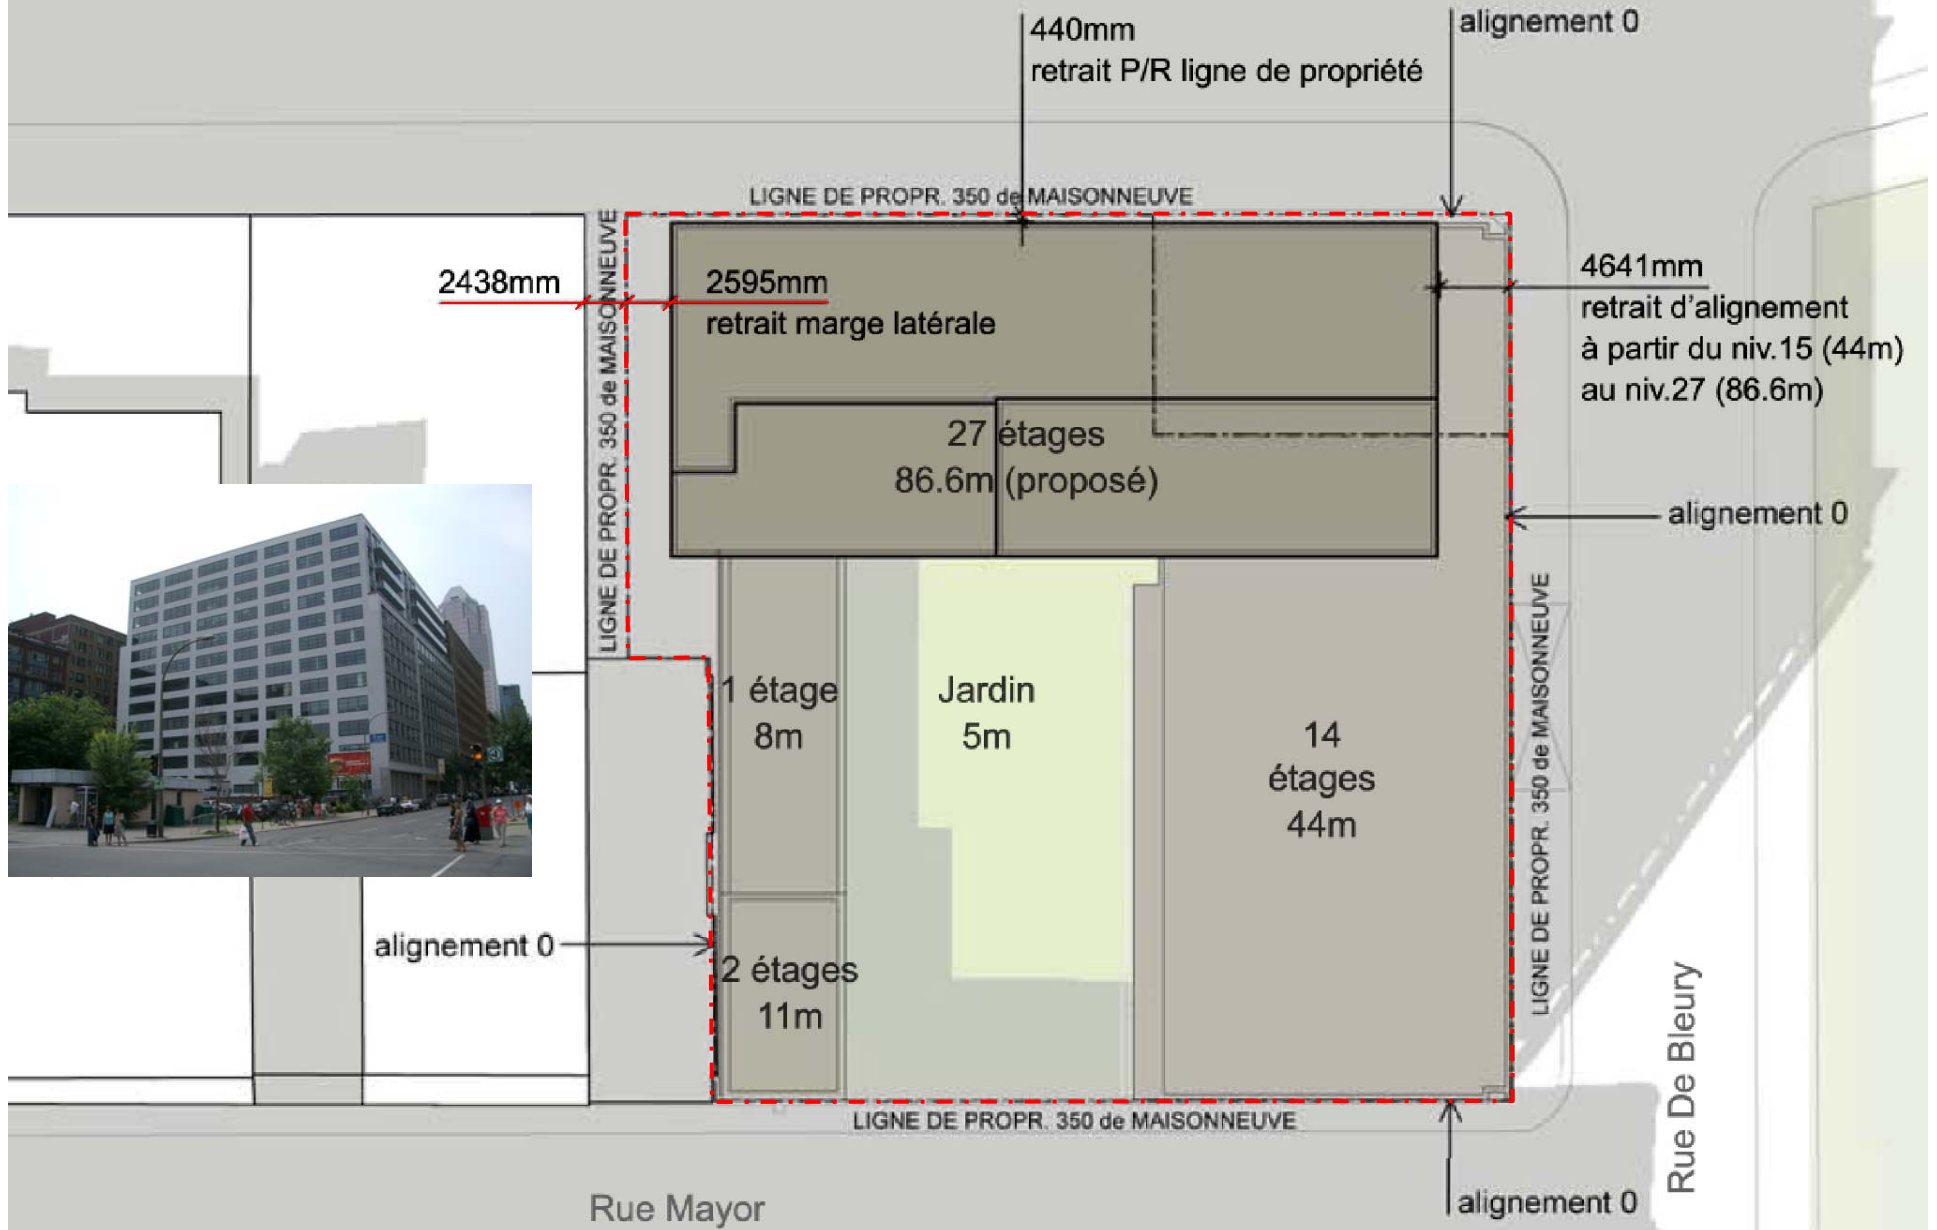 440mm
retrait P/R ligne de propriété
alignement 0
LIGNE DE PROPR. 350 de MAISONNEUVE
LIGNE DE PROPR. 350 de MAISONNEUVE
2438mm
2595mm
retrait marge latérale
4641mm
retrait d'alignement
à partir du niv.15 (44m)
au niv.27 (86.6m)
27 étages
86.6m (proposé)
alignement 0
1 étage
8m
Jardin
5m
14
étages
44m
LIGNE DE PROPR. 350 de MAISONNEUVE
alignement 0
2 étages
11m
LIGNE DE PROPR. 350 de MAISONNEUVE
Rue De Bleury
Rue Mayor
alignement 0